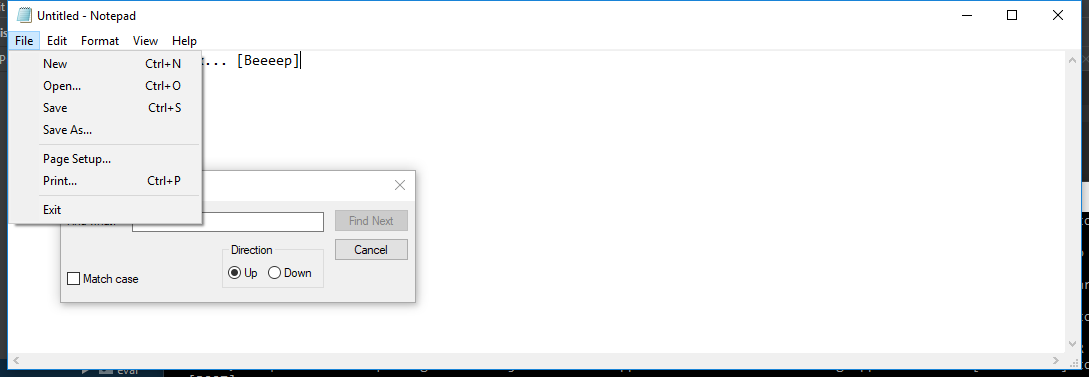 Untitled - Notepad
File Edit Format View Help
... [Beeeep]
New Ctrl+N
Open... Ctrl+O
Save Ctrl+S
Save As...
Page Setup...
Print... Ctrl+P
Exit
Find Next
Cancel
Direction
Up Down
Match case
eval